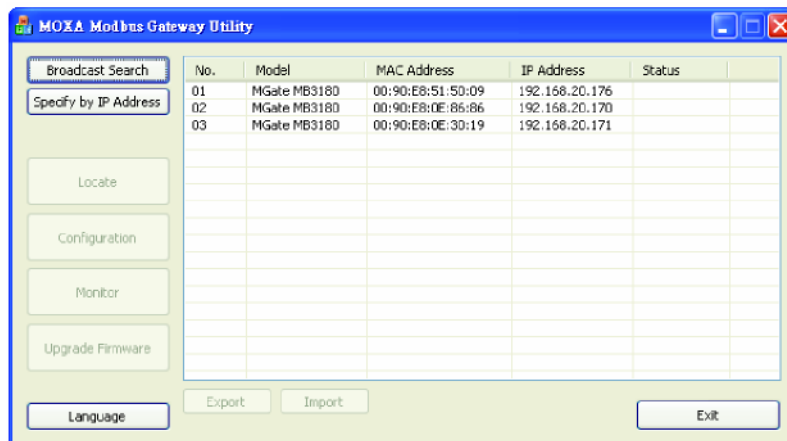 MOXA Modbus Gateway Utility
Broadcast Search
Specify by IP Address
Locate
Configuration
Monitor
Upgrade Firmware
Language
No. Model MAC Address IP Address Status
01 MGate MB3180 00:90:E8:51:50:09 192.168.20.176
02 MGate MB3180 00:90:E8:0E:86:86 192.168.20.170
03 MGate MB3180 00:90:E8:0E:30:19 192.168.20.171
Export Import
Exit